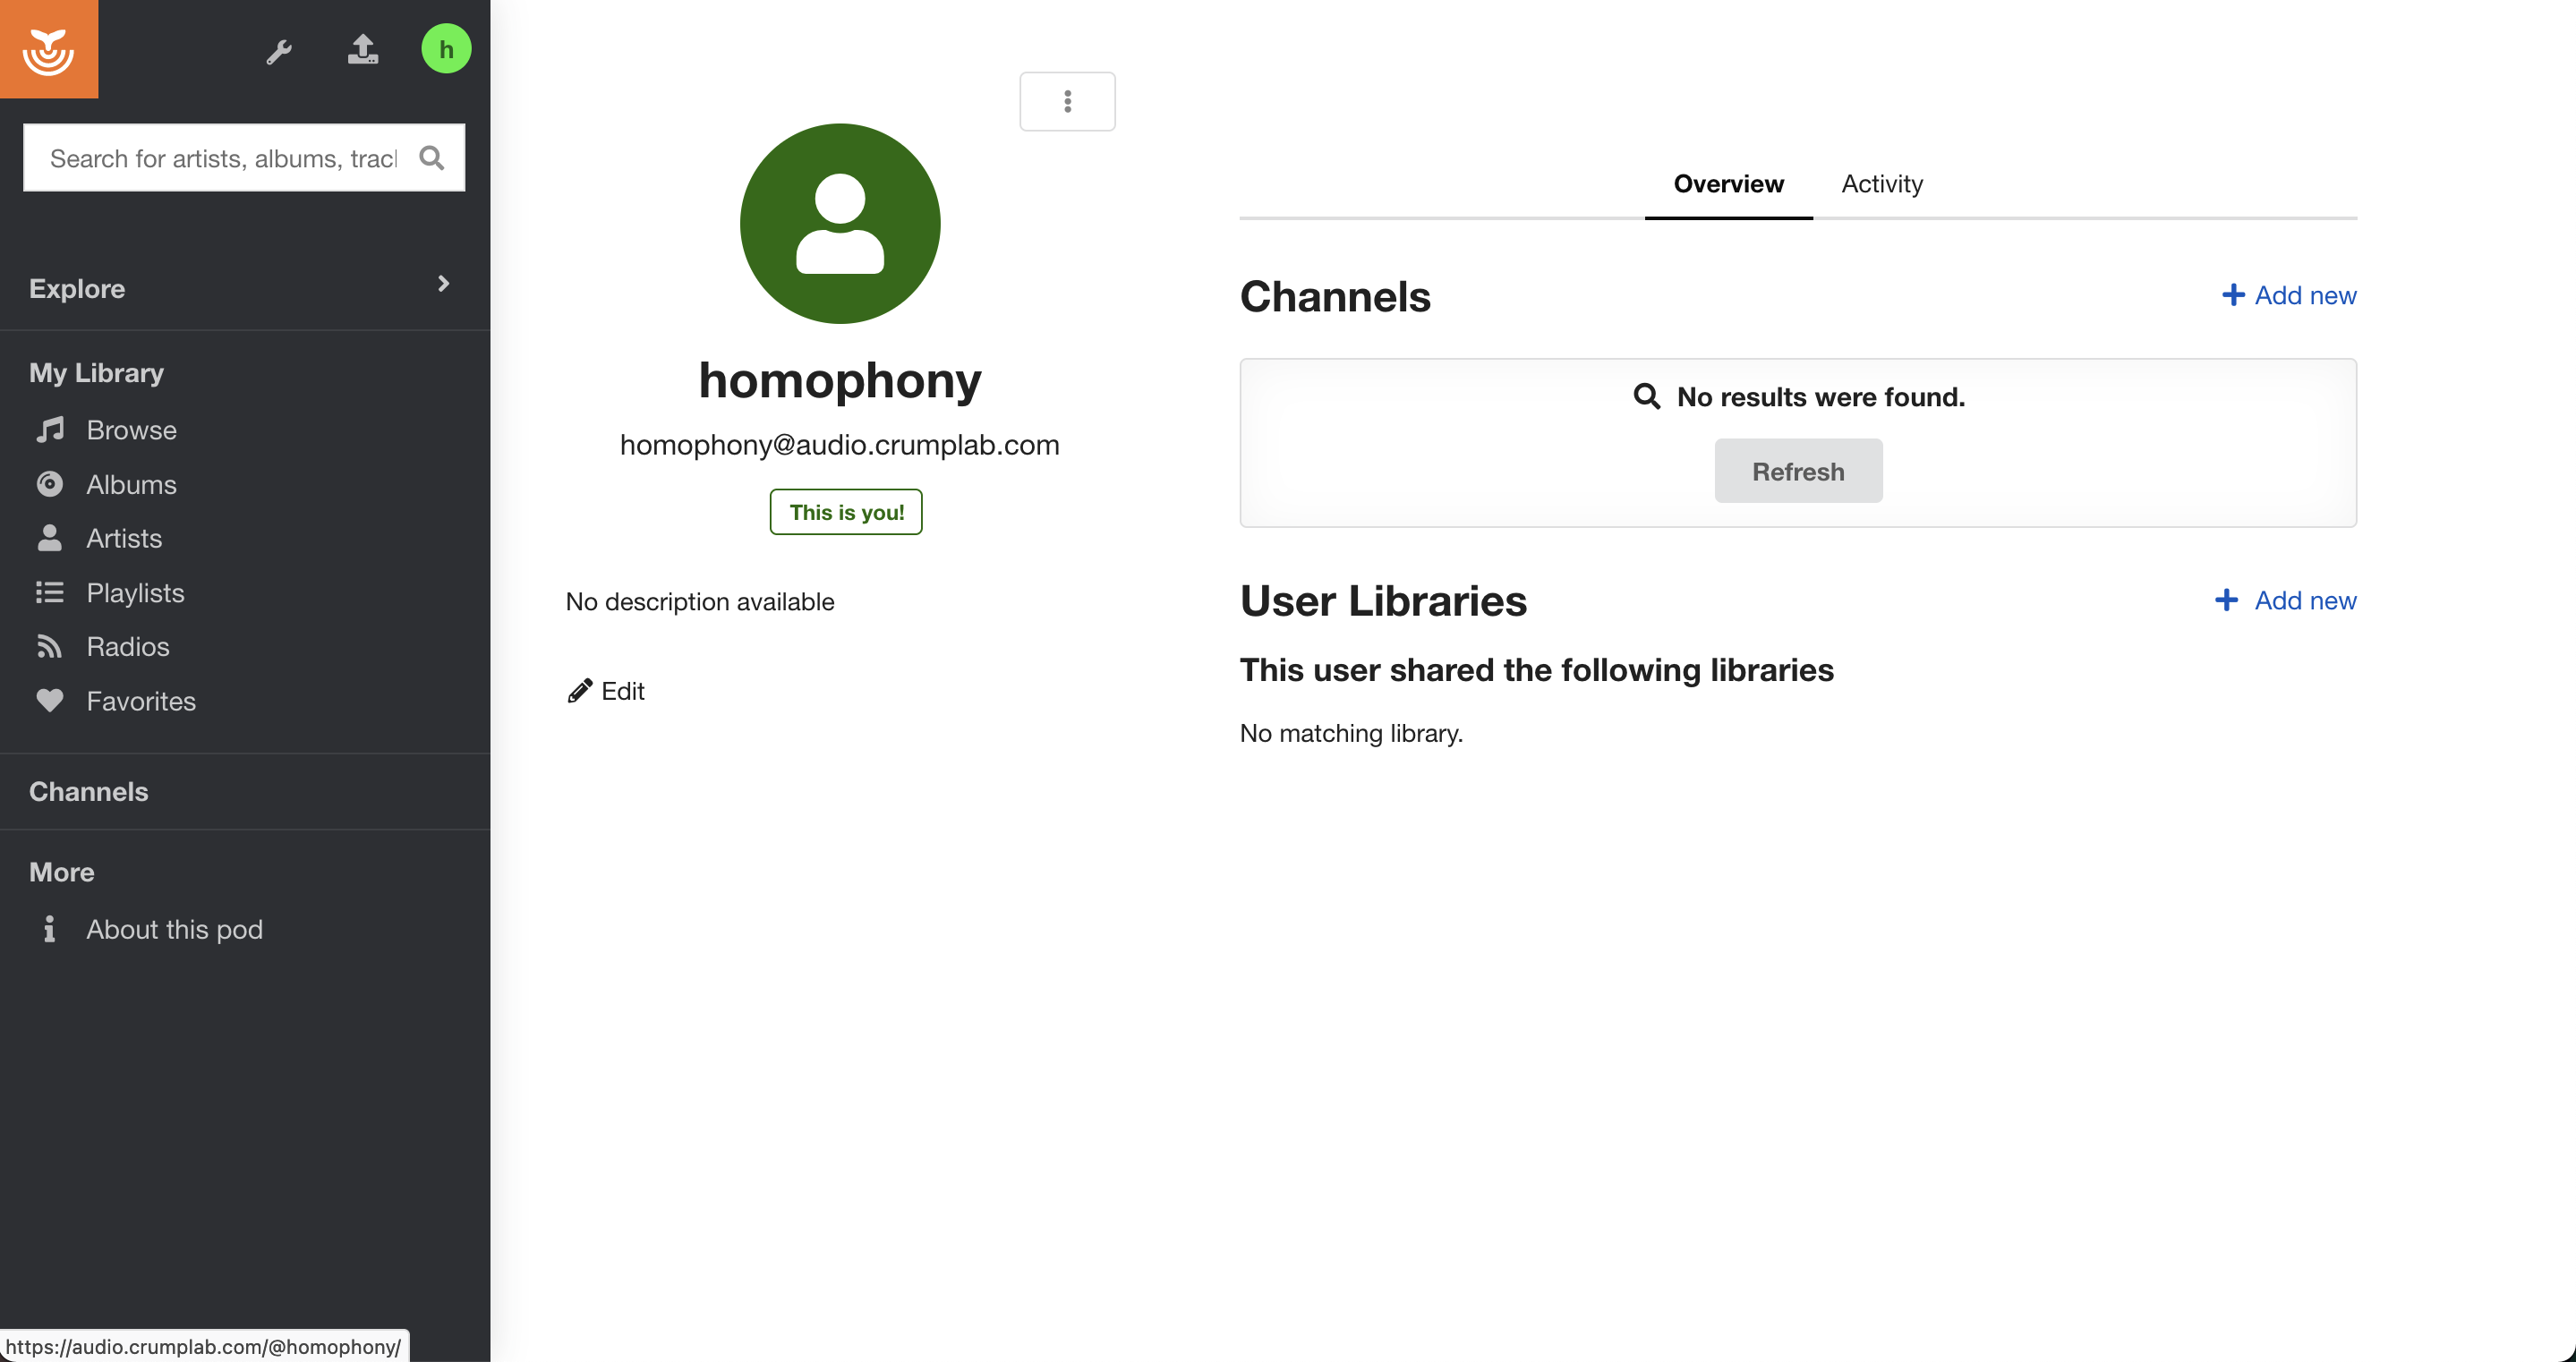 h
Search for artists, albums, trac
Explore
My Library
Browse
Albums
Artists
Playlists
Radios
Favorites
Channels
More
About this pod
https://audio.crumplab.com/@homophony/
homophony
homophony@audio.crumplab.com
This is you!
No description available
Edit
Overview Activity
Channels Add new
No results were found.
Refresh
User Libraries Add new
This user shared the following libraries
No matching library.